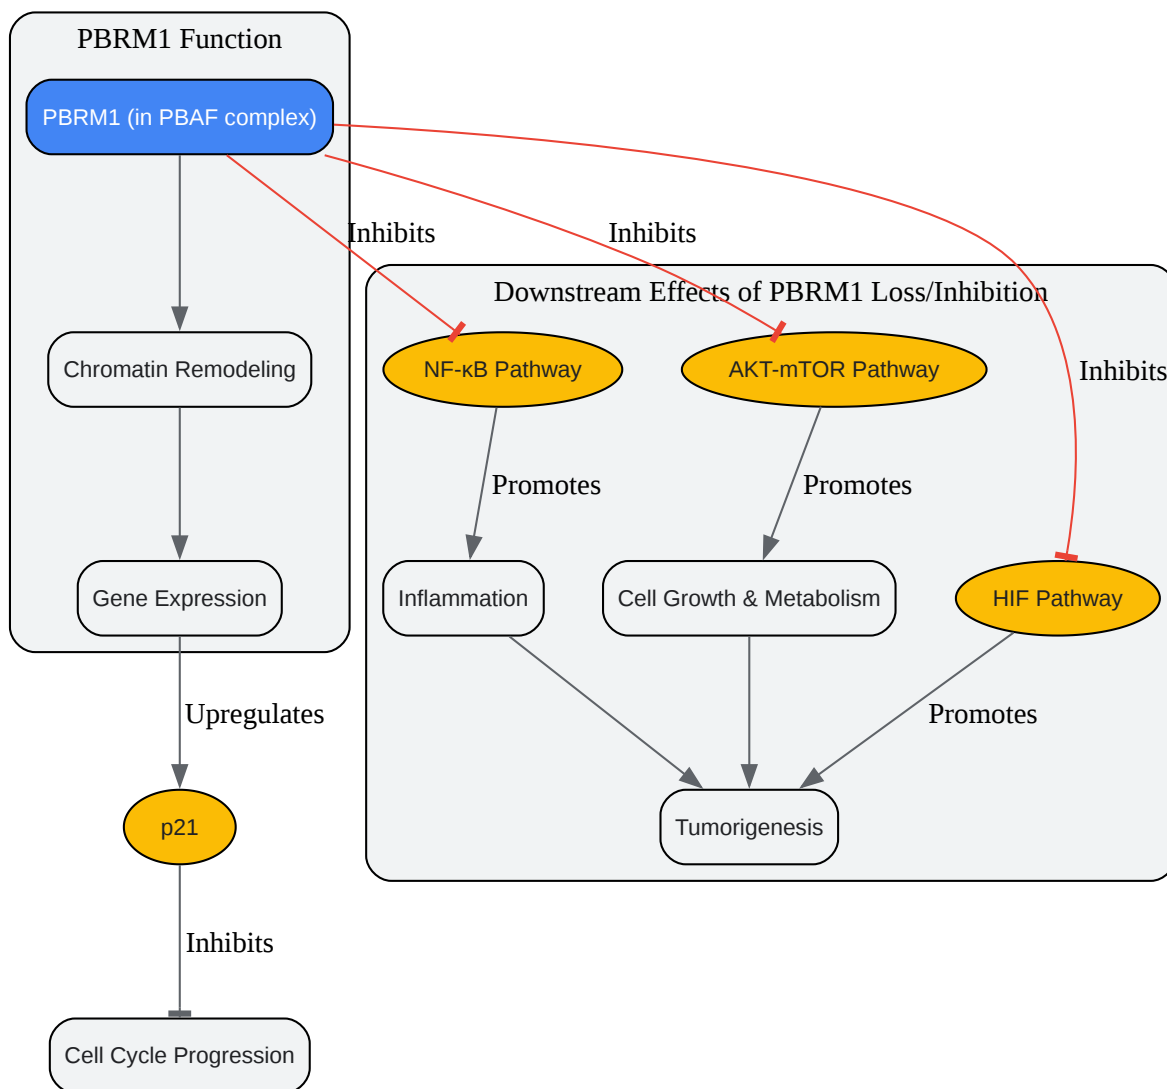 PBRM1 Function
PBRM1 (in PBAF complex)
Inhibits
Inhibits
Downstream Effects of PBRM1 Loss/Inhibition
Chromatin Remodeling
NF-κB Pathway
AKT-mTOR Pathway
Inhibits
Promotes
Promotes
Gene Expression
Inflammation
Cell Growth & Metabolism
HIF Pathway
Upregulates
Promotes
p21
Tumorigenesis
Inhibits
Cell Cycle Progression